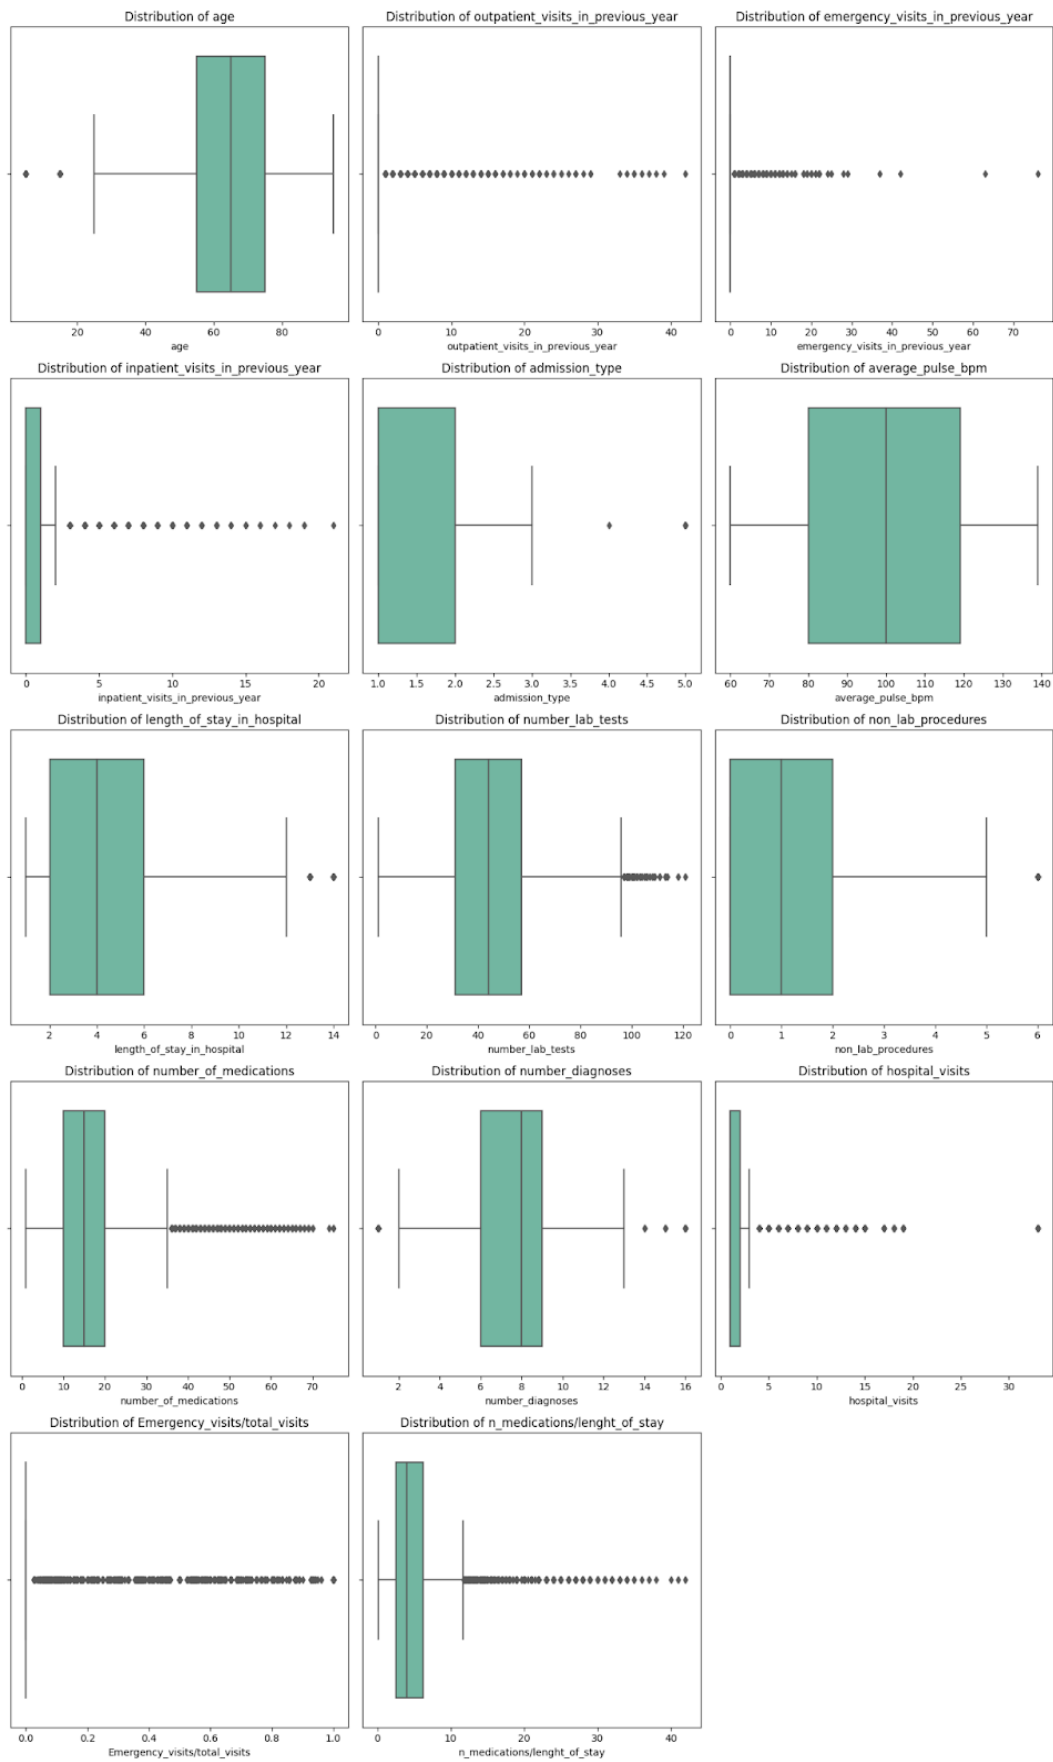 Distribution of age
Distribution of outpatient_visits_in_previous_year
Distribution of emergency_visits_in_previous_year
20 40 60 80
0 10 20 30 40
0 10 20 30 40 50 60 70
age
outpatient_visits_in_previous_year
emergency_visits_in_previous_year
Distribution of inpatient_visits_in_previous_year
Distribution of admission_type
Distribution of average_pulse_bpm
0 5 10 15 20
1.0 1.5 2.0 2.5 3.0 3.5 4.0 4.5 5.0
60 70 80 90 100 110 120 130 140
inpatient_visits_in_previous_year
admission_type
average_pulse_bpm
Distribution of length_of_stay_in_hospital
Distribution of number_lab_tests
Distribution of non_lab_procedures
2 4 6 8 10 12 14
0 20 40 60 80 100 120
0 1 2 3 4 5 6
length_of_stay_in_hospital
number_lab_tests
non_lab_procedures
Distribution of number_of_medications
Distribution of number_diagnoses
Distribution of hospital_visits
0 10 20 30 40 50 60 70
2 4 6 8 10 12 14 16
0 5 10 15 20 25 30
number_of_medications
number_diagnoses
hospital_visits
Distribution of Emergency_visits/total_visits
Distribution of n_medications/lenght_of_stay
0.0 0.2 0.4 0.6 0.8 1.0
0 10 20 30 40
Emergency_visits/total_visits
n_medications/lenght_of_stay